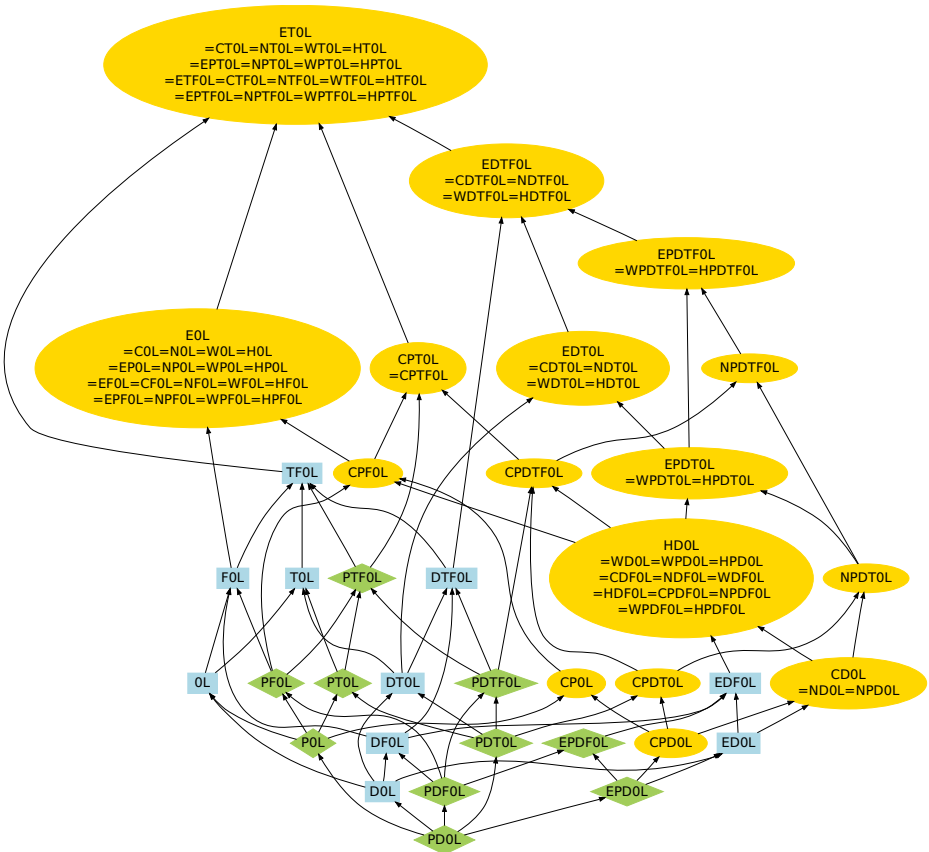 ET0L
=CT0L=NT0L=WT0L=HT0L
=EPT0L=NPT0L=WPT0L=HPT0L
=ETF0L=CTF0L=NTF0L=WTF0L=HTF0L
=EPTF0L=NPTF0L=WPTF0L=HPTF0L
EDTF0L
=CDTF0L=NDTF0L
=WDTF0L=HDTF0L
EPDTF0L
=WPDTF0L=HPDTF0L
E0L
=C0L=N0L=W0L=H0L
=EP0L=NP0L=WP0L=HP0L
=EF0L=CF0L=NF0L=WF0L=HF0L
=EPF0L=NPF0L=WPF0L=HPF0L
CPT0L
=CPTF0L
EDT0L
=CDT0L=NDT0L
=WDT0L=HDT0L
NPDTF0L
TF0L
CPF0L
CPDTF0L
EPDT0L
=WPDT0L=HPDT0L
HD0L
=WD0L=WPD0L=HPD0L
=CDF0L=NDF0L=WDF0L
=HDF0L=CPDF0L=NPDF0L
=WPDF0L=HPDF0L
F0L
T0L
PTF0L
DTF0L
NPDT0L
0L
PF0L
PT0L
DT0L
PDTF0L
CP0L
CPDT0L
EDF0L
CD0L
=ND0L=NPD0L
P0L
DF0L
PDT0L
EPDF0L
CPD0L
ED0L
D0L
PDF0L
EPD0L
PD0L